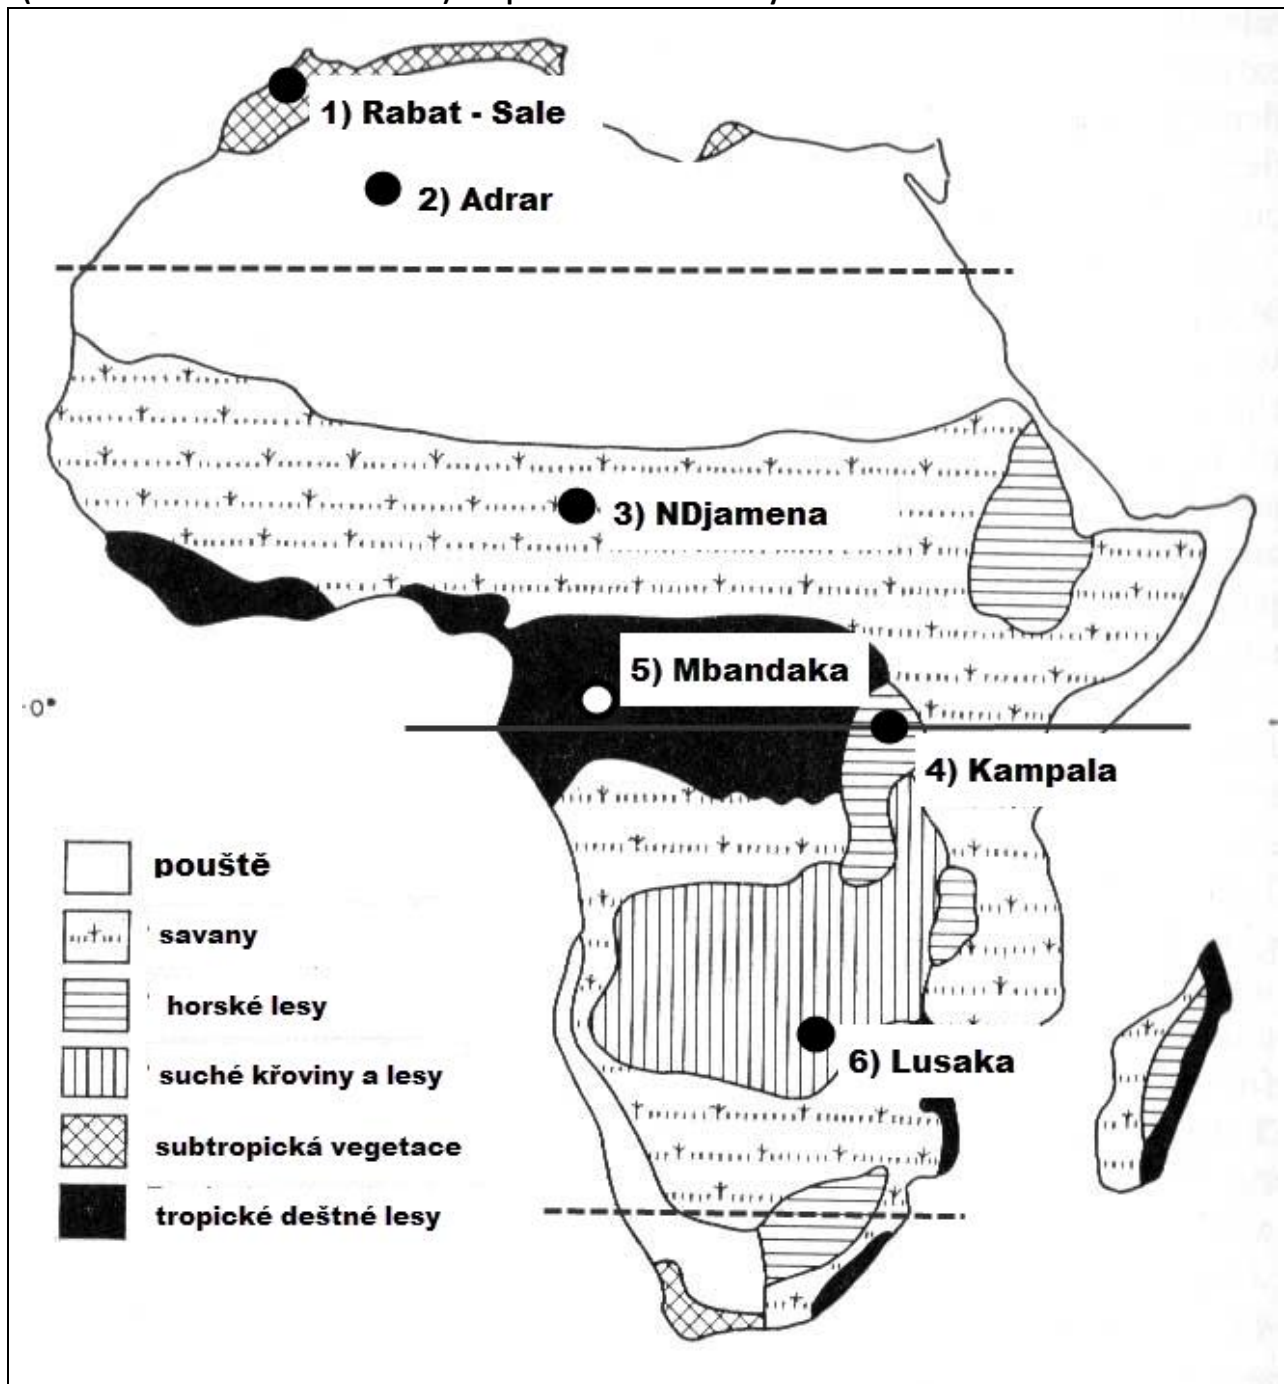 1) Rabat - Sale
2) Adrar
3) NDjamena
5) Mbandaka
0°
4) Kampala
pouště
savany
horské lesy
suché křoviny a lesy
6) Lusaka
subtropická vegetace
tropické deštné lesy